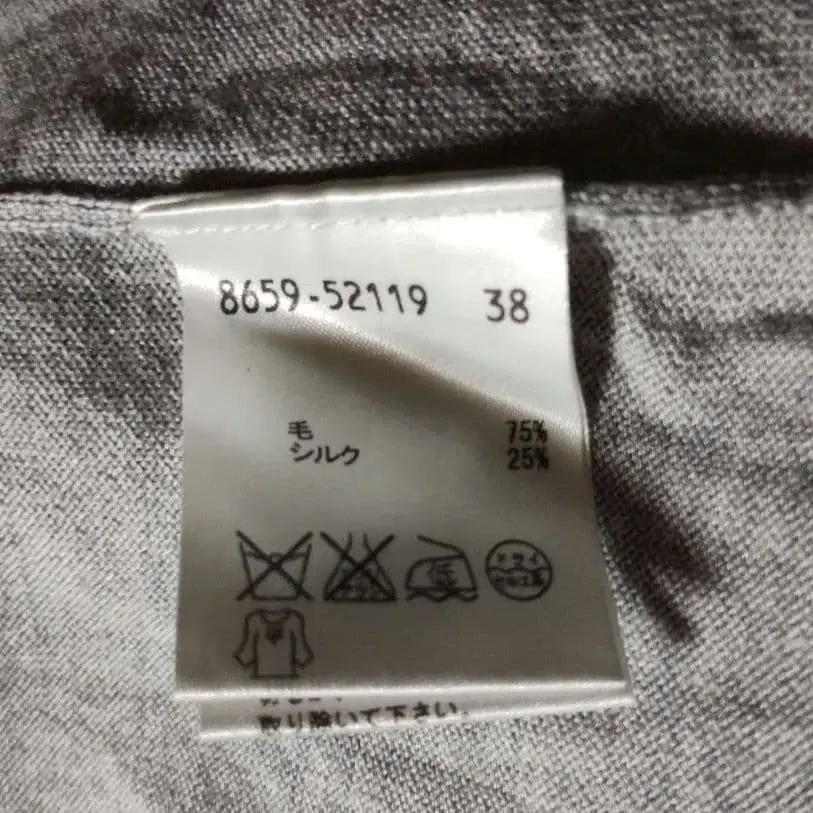 8659-52119 38
毛 75%
シルク 25%
ドライ
取り除いて下さい。